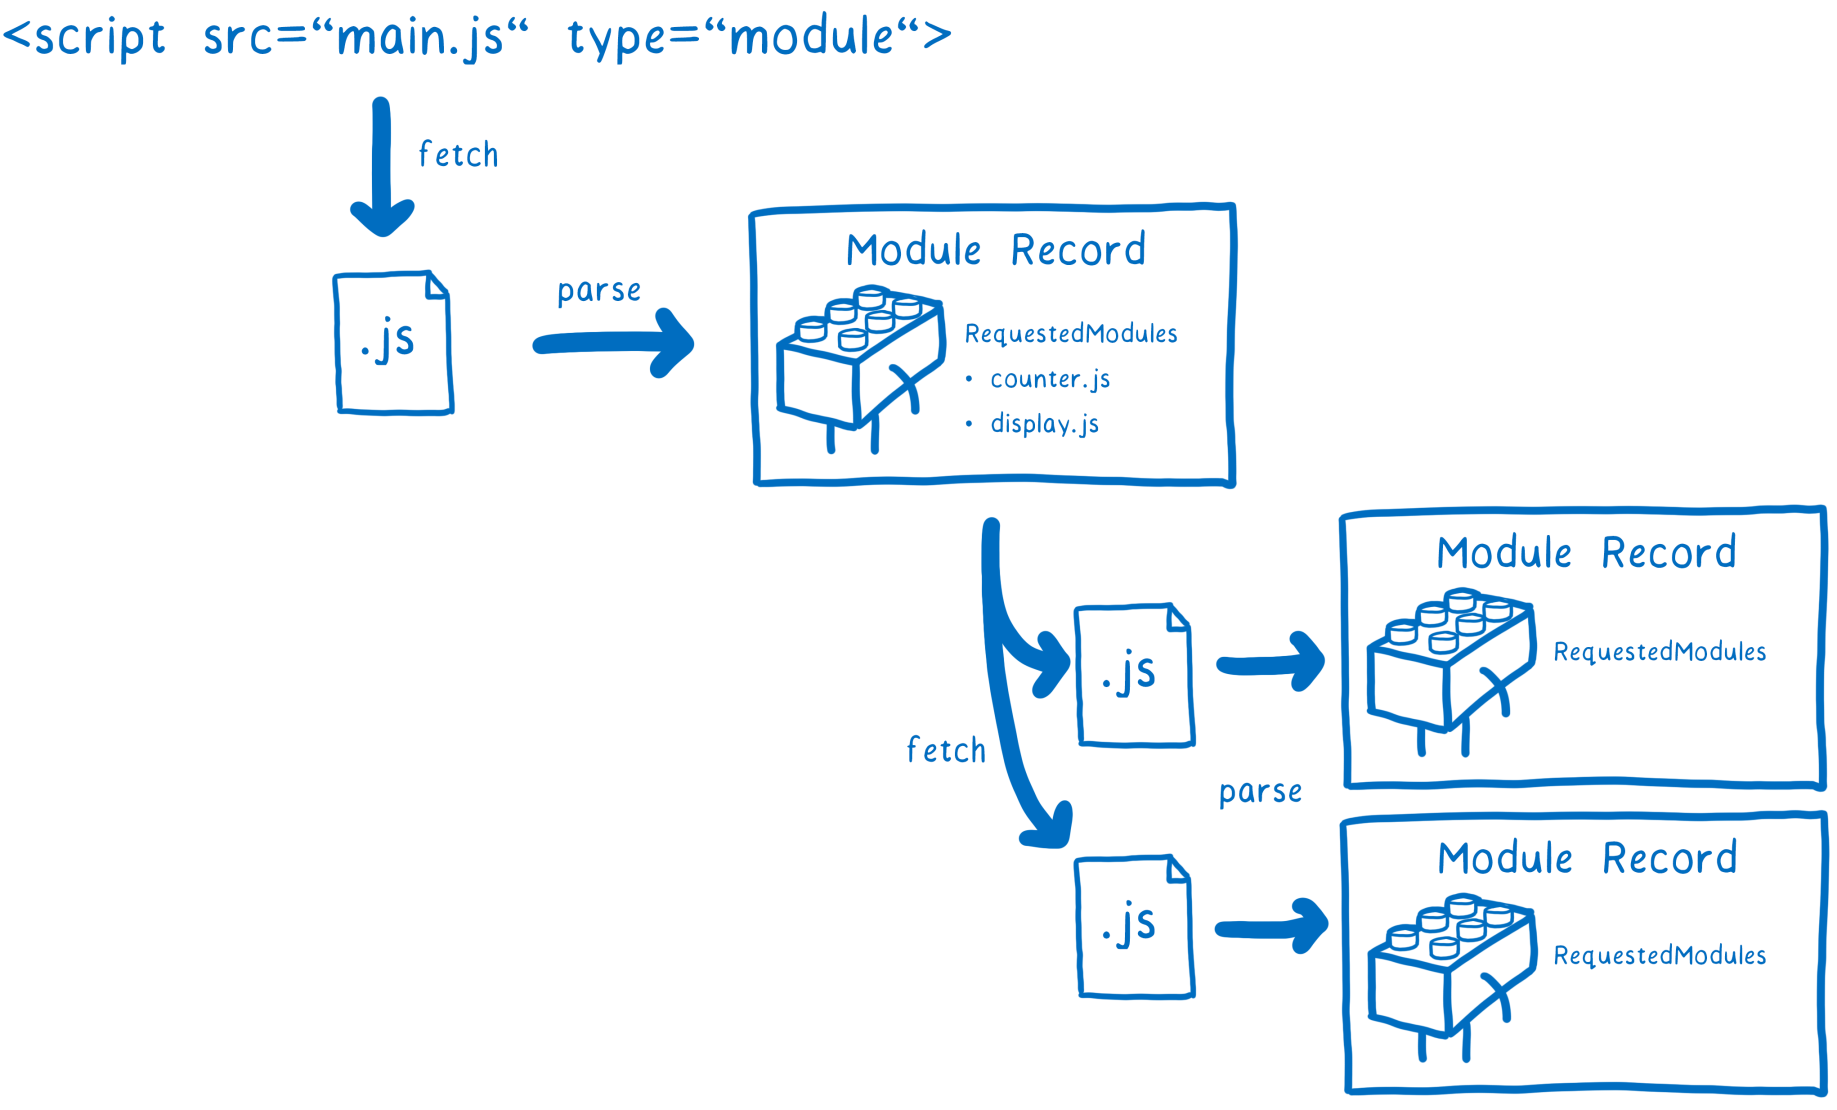 <script src=“main.js“ type=“module“>
fetch
.js
parse
Module Record
RequestedModules
• counter.js
• display.js
fetch
.js
parse
.js
Module Record
RequestedModules
Module Record
RequestedModules